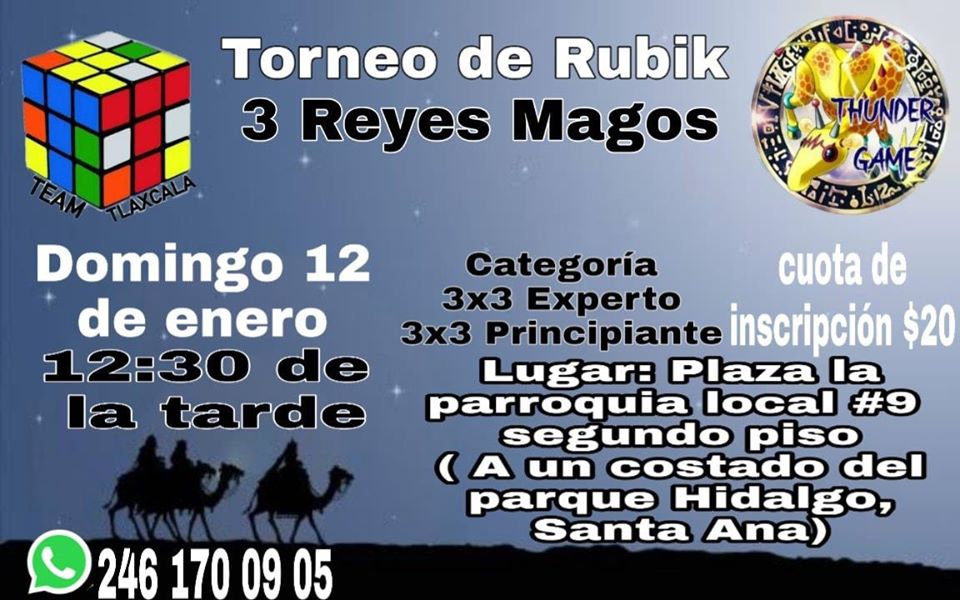 Torneo de Rubik
3 Reyes Magos
TEAM TLAXCALA
THUNDER
GAME
Domingo 12
de enero
12:30 de
la tarde
Categoría
3x3 Experto
3x3 Principiante
cuota de
inscripción $20
Lugar: Plaza la
parroquia local #9
segundo piso
( A un costado del
parque Hidalgo,
Santa Ana)
246 170 09 05